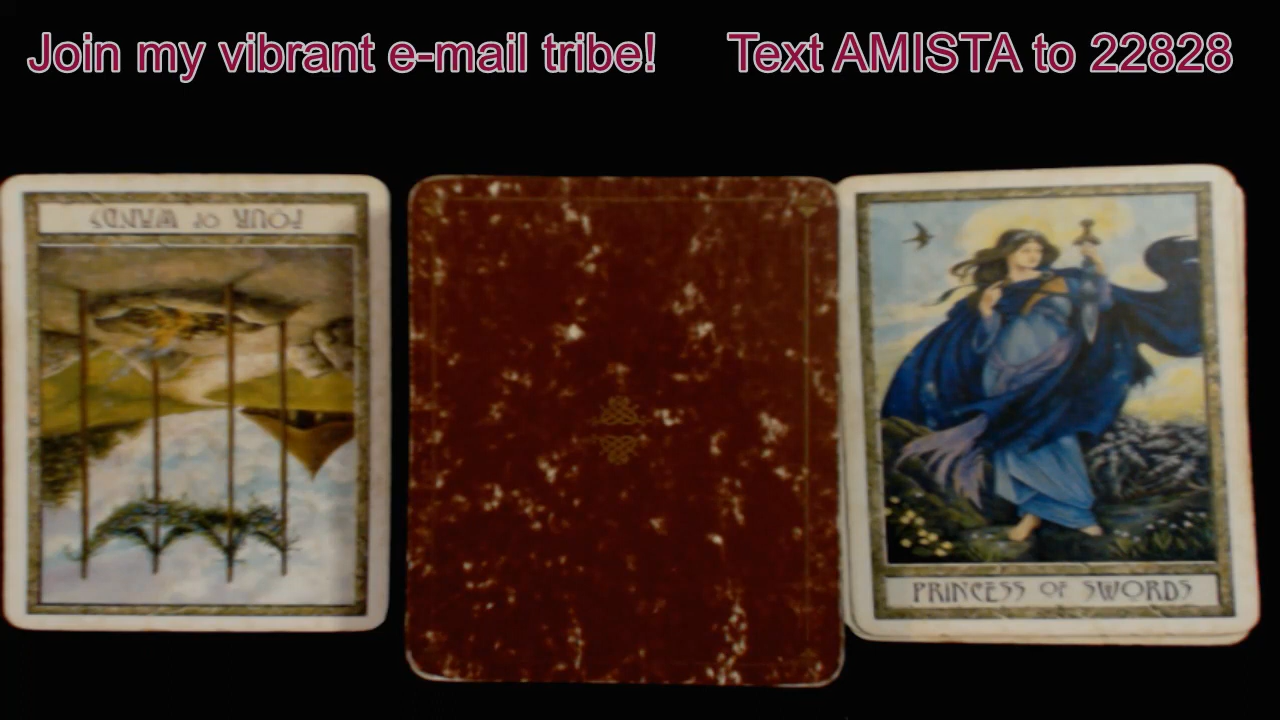 Join my vibrant e-mail tribe! Text AMISTA to 22828
FOUR OF WANDS
PRINCESS OF SWORDS